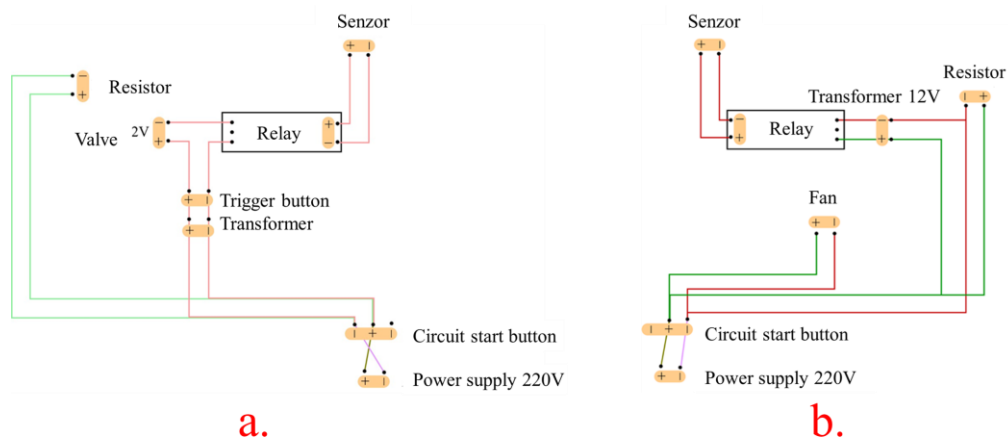 Senzor
Resistor
Valve
2V
Relay
Trigger button
Transformer
Circuit start button
Power supply 220V
a.
Senzor
Resistor
Transformer 12V
Relay
Fan
Circuit start button
Power supply 220V
b.